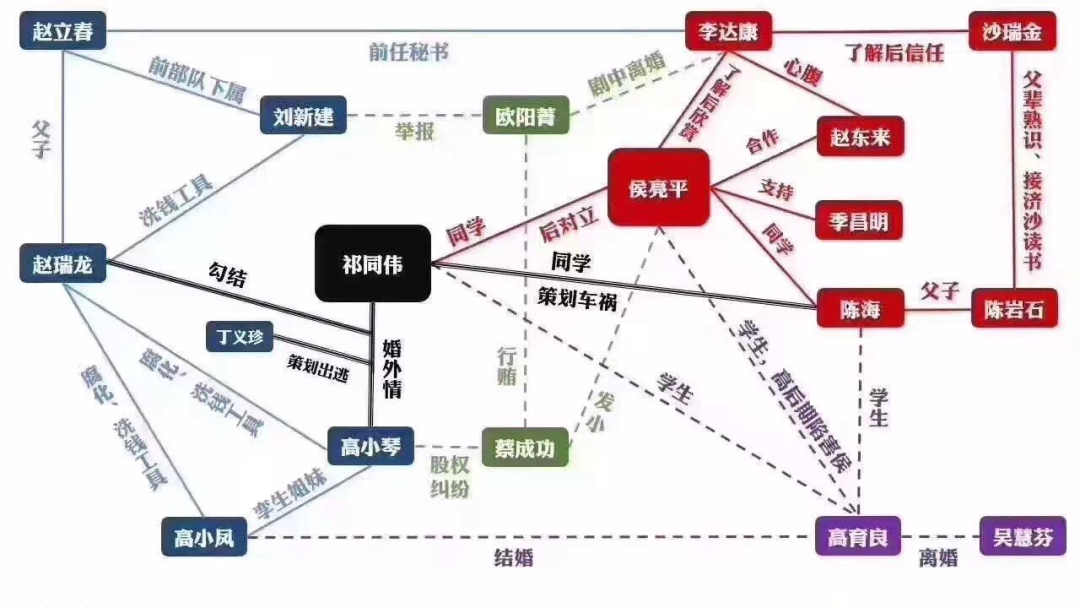 赵立春
李达康
沙瑞金
前任秘书
了解后信任
前部队下属
剧中离婚
心腹
刘新建
举报
欧阳菁
了解后欣赏
赵东来
父子
合作
父辈熟识、接济沙读书
洗钱工具
侯亮平
支持
季昌明
同学
后对立
同学
赵瑞龙
勾结
祁同伟
同学
策划车祸
陈海
父子
陈岩石
丁义珍
策划出逃
婚外情
行贿
学生
学生，高后期陷害侯
学生
腐化、洗钱工具
腐化、洗钱工具
发小
高小琴
股权
纠纷
蔡成功
孪生姐妹
高小凤
结婚
高育良
离婚
吴慧芬